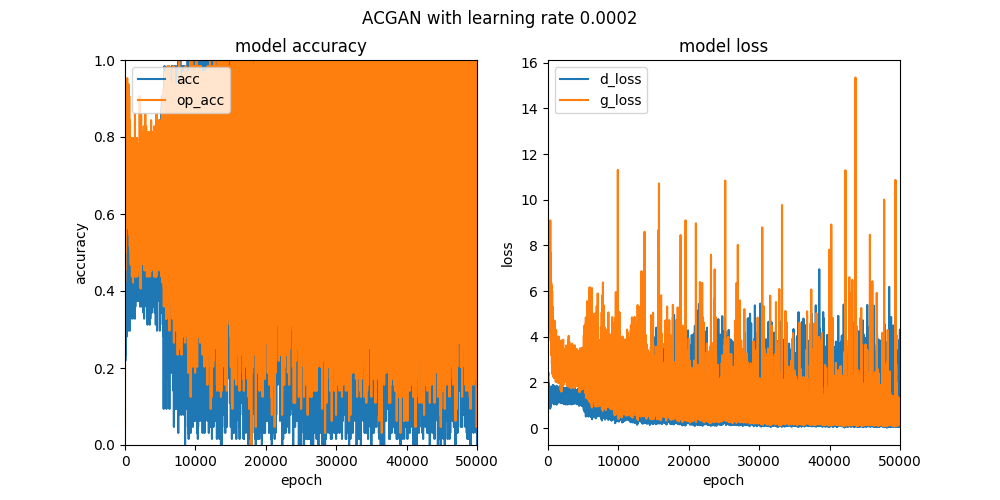 ACGAN with learning rate 0.0002
model accuracy
acc
op_acc
accuracy
1.0
0.8
0.6
0.4
0.2
0.0
0 10000 20000 30000 40000 50000
epoch
model loss
d_loss
g_loss
loss
16
14
12
10
8
6
4
2
0
0 10000 20000 30000 40000 50000
epoch